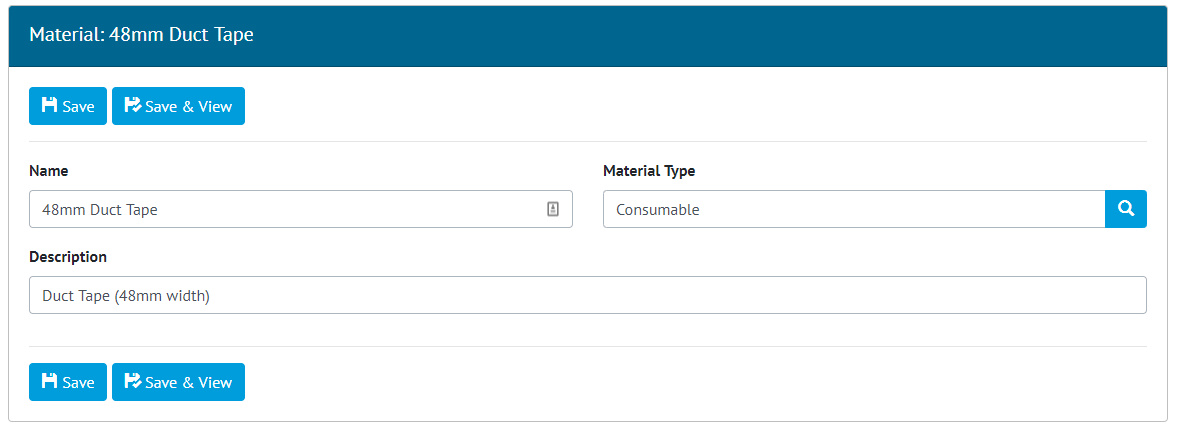 Material: 48mm Duct Tape
Save Save & View
Name Material Type
48mm Duct Tape Consumable
Description
Duct Tape (48mm width)
Save Save & View